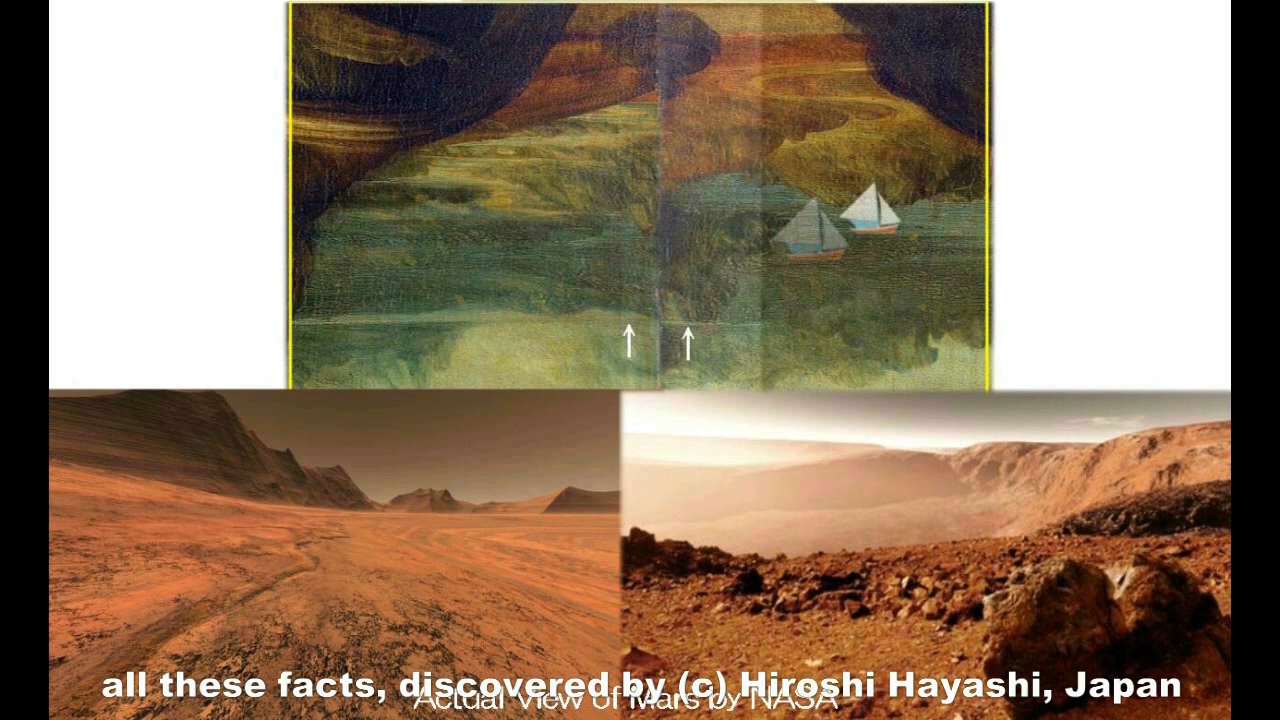 all these facts, discovered by (c) Hiroshi Hayashi, Japan
Actual View of Mars by NASA